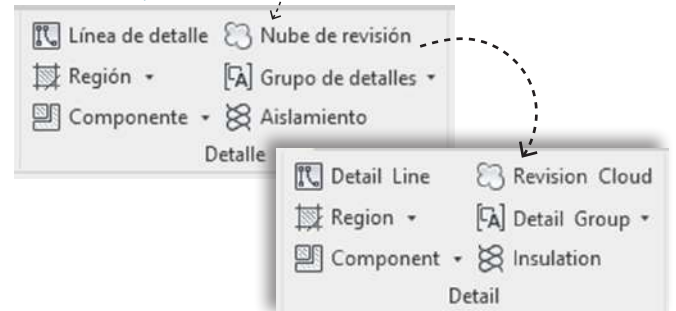 Línea de detalle Nube de revisión
Región Grupo de detalles
Componente Aislamiento
Detalle
Detail Line Revision Cloud
Region Detail Group
Component Insulation
Detail